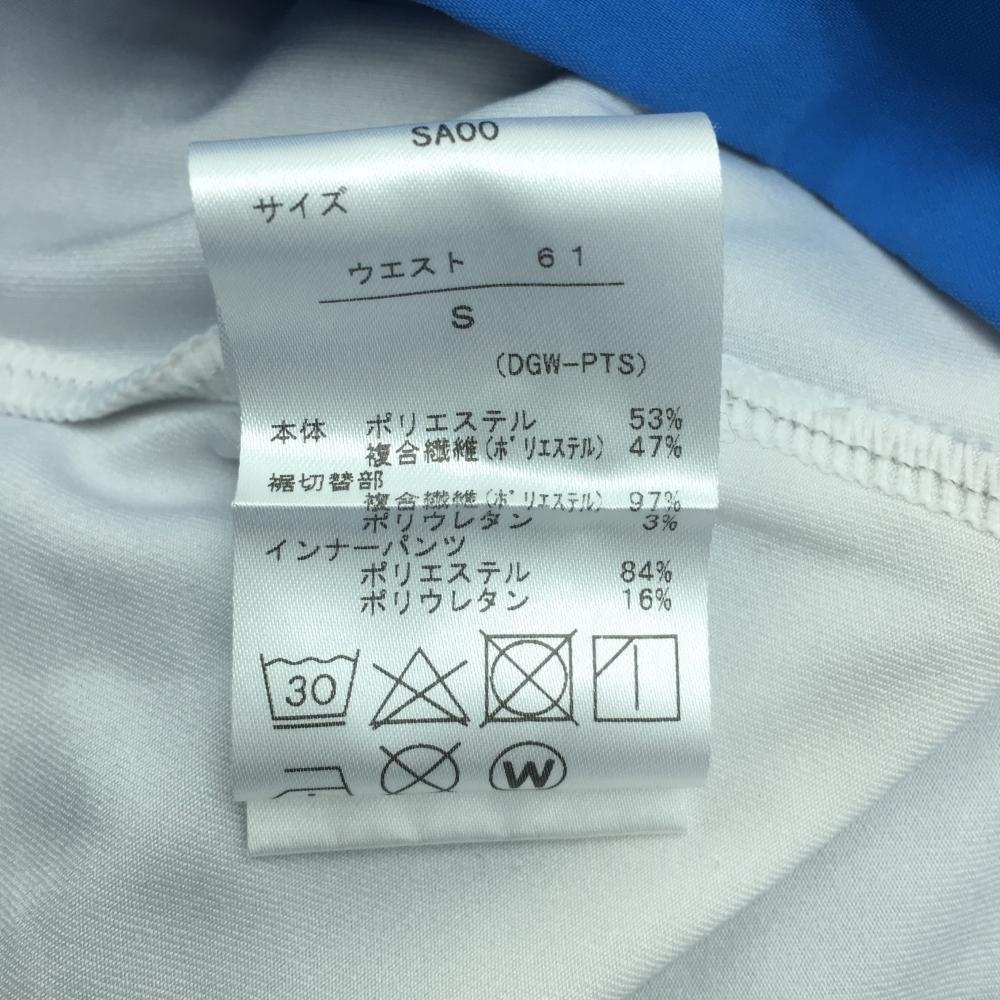 SA00
サイズ
ウエスト 61
S
(DGW-PTS)
本体 ポリエステル 53%
複合繊維(ポリエステル) 47%
裾切替部
複合繊維(ポリエステル) 97%
ポリウレタン 3%
インナーパンツ
ポリエステル 84%
ポリウレタン 16%
30
W